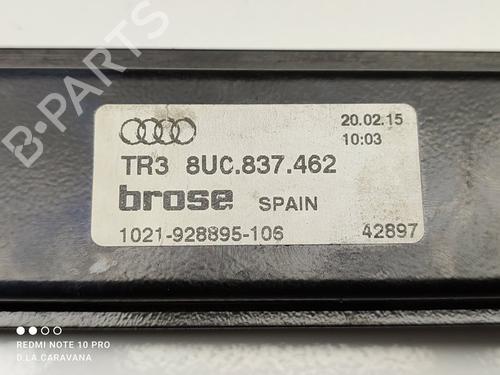 B-PARTS
20.02.15
10:03
TR3 8UC.837.462
brose SPAIN
1021-928895-106 42897
REDMI NOTE 10 PRO
D.LA CARAVANA